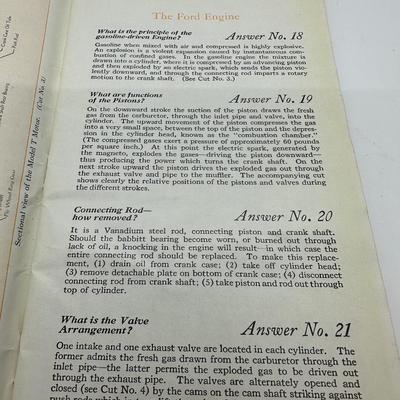 The Ford Engine
What is the principle of the
gasoline-driven Engine? Answer No. 18
Gasoline when mixed with air and compressed is highly explosive.
An explosion is a violent expansion caused by instantaneous com-
bustion of confined gases. In the gasoline engine the mixture is
drawn into a cylinder, where it is compressed by an advancing piston
and then exploded by an electric spark, which sends the piston vio-
lently downward, and through the connecting rod imparts a rotary
motion to the crank shaft. (See Cut No. 3.)
What are functions
of the Pistons? Answer No. 19
On the downward stroke the suction of the piston draws the fresh
gas from the carburetor, through the inlet pipe and valve, into the
cylinder. The upward movement of the piston compresses the gas
into a very small space, between the top of the piston and the depres-
sion in the cylinder head, known as the "combustion chamber."
(The compressed gases exert a pressure of approximately 60 pounds
per square inch.) At this point the electric spark, generated by
the magneto, explodes the gases—driving the piston downward—
thus producing the power which turns the crank shaft. On the
next stroke upward the piston drives the exploded gas out through
the exhaust valve and pipe to the muffler. The accompanying cut
shows clearly the relative positions of the pistons and valves during
the different strokes.
Connecting Rod—
how removed? Answer No. 20
It is a Vanadium steel rod, connecting piston and crank shaft.
Should the babbitt bearing become worn, or burned out through
lack of oil, a knocking in the engine will result—in which case the
entire connecting rod should be replaced. To make this replace-
ment, (1) drain oil from crank case; (2) take off cylinder head;
(3) remove detachable plate on bottom of crank case; (4) disconnect
connecting rod from crank shaft; (5) take piston and rod out through
top of cylinder.
What is the Valve
Arrangement? Answer No. 21
One intake and one exhaust valve are located in each cylinder. The
former admits the fresh gas drawn from the carburetor through the
inlet pipe—the latter permits the exploded gas to be driven out
through the exhaust pipe. The valves are alternately opened and
closed (see Cut No. 4) by the cams on the cam shaft striking against
Sectional view of the Model T Motor. (Cut No. 3)